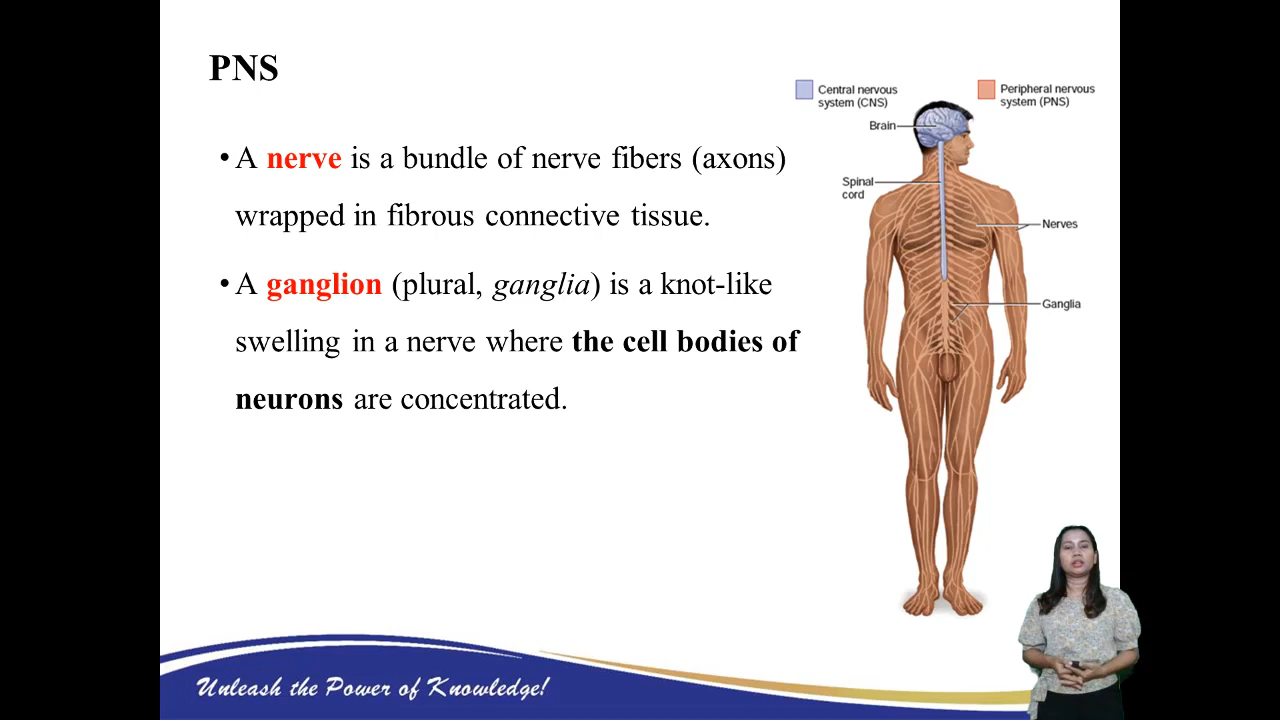 PNS
• A nerve is a bundle of nerve fibers (axons)
wrapped in fibrous connective tissue.
• A ganglion (plural, ganglia) is a knot-like
swelling in a nerve where the cell bodies of
neurons are concentrated.
Central nervous
system (CNS)
Peripheral nervous
system (PNS)
Brain
Spinal
cord
Nerves
Ganglia
Unleash the Power of Knowledge!